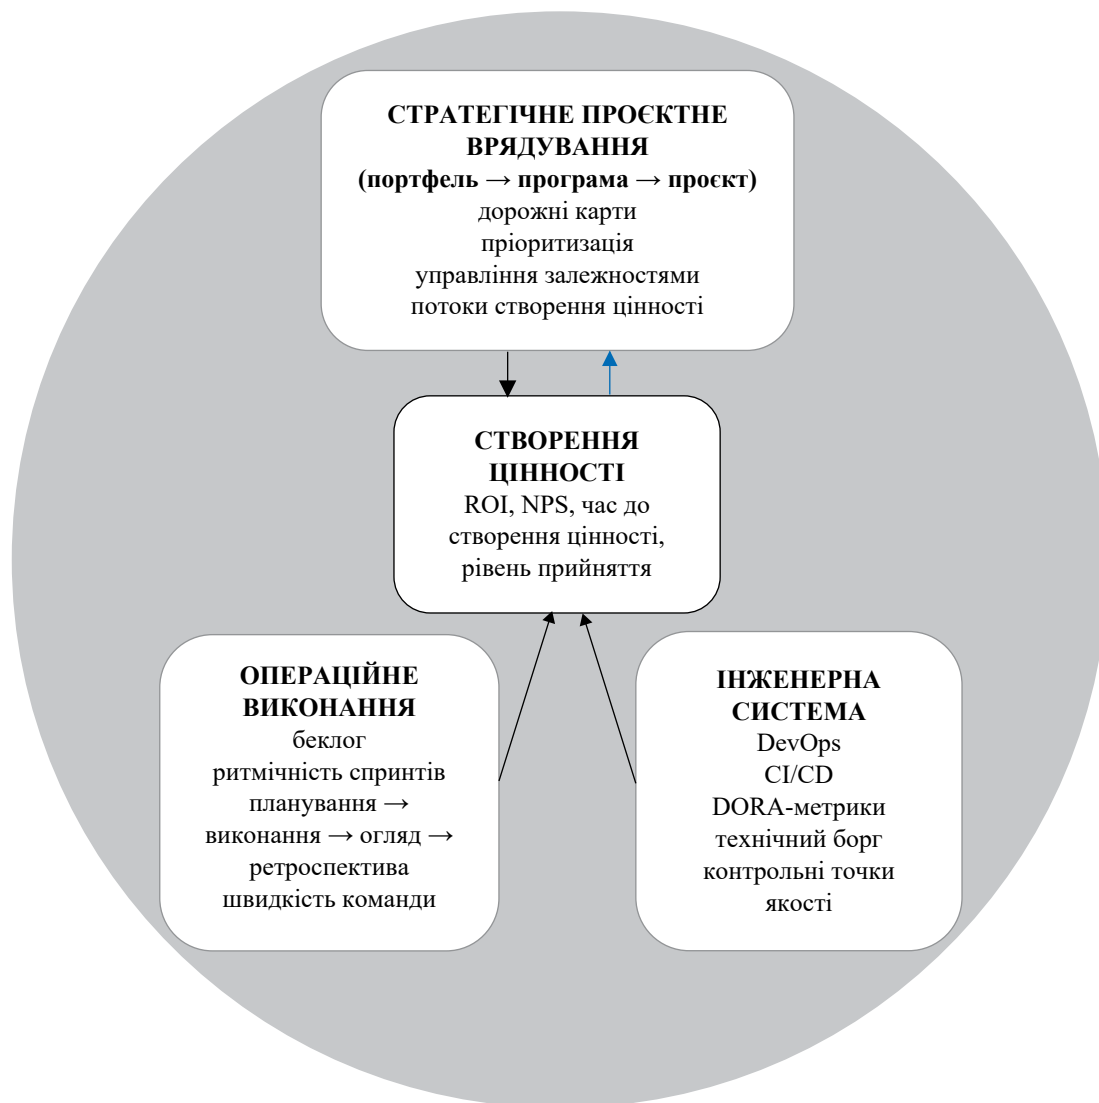 СТРАТЕГІЧНЕ ПРОЄКТНЕ
ВРЯДУВАННЯ
(портфель → програма → проєкт)
дорожні карти
пріоритизація
управління залежностями
потоки створення цінності
СТВОРЕННЯ
ЦІННОСТІ
ROI, NPS, час до
створення цінності,
рівень прийняття
ОПЕРАЦІЙНЕ
ВИКОНАННЯ
беклог
ритмічність спринтів
планування →
виконання → огляд →
ретроспектива
швидкість команди
ІНЖЕНЕРНА
СИСТЕМА
DevOps
CI/CD
DORA-метрики
технічний борг
контрольні точки
якості